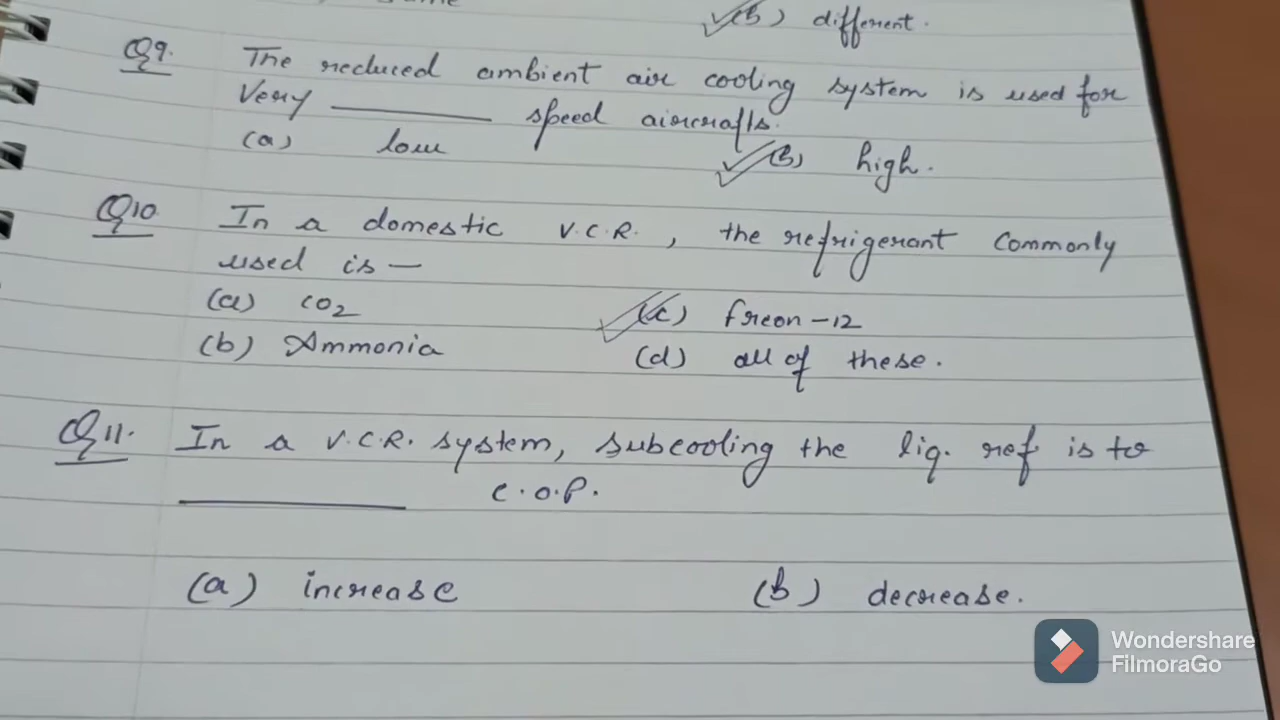 (b) different.
Q9. The reduced ambient air cooling system is used for
very ________ speed aircrafts.
(a) low (b) high.
Q10 In a domestic V.C.R., the refrigerant commonly
used is —
(a) CO2 (c) freon-12
(b) Ammonia (d) all of these.
Q11. In a V.C.R. system, subcooling the liq. ref is to
________ C.O.P.
(a) increase (b) decrease.
Wondershare
FilmoraGo